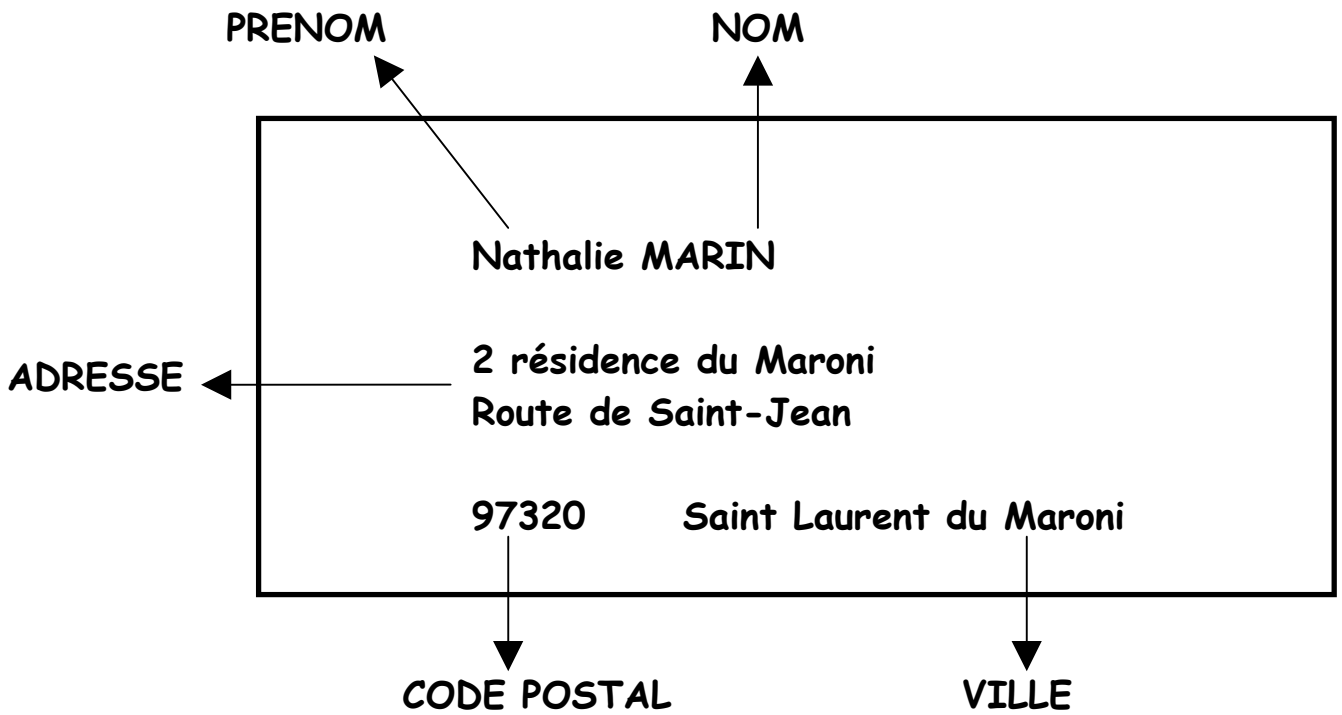 PRENOM NOM
Nathalie MARIN
2 résidence du Maroni
ADRESSE
Route de Saint-Jean
97320 Saint Laurent du Maroni
CODE POSTAL VILLE